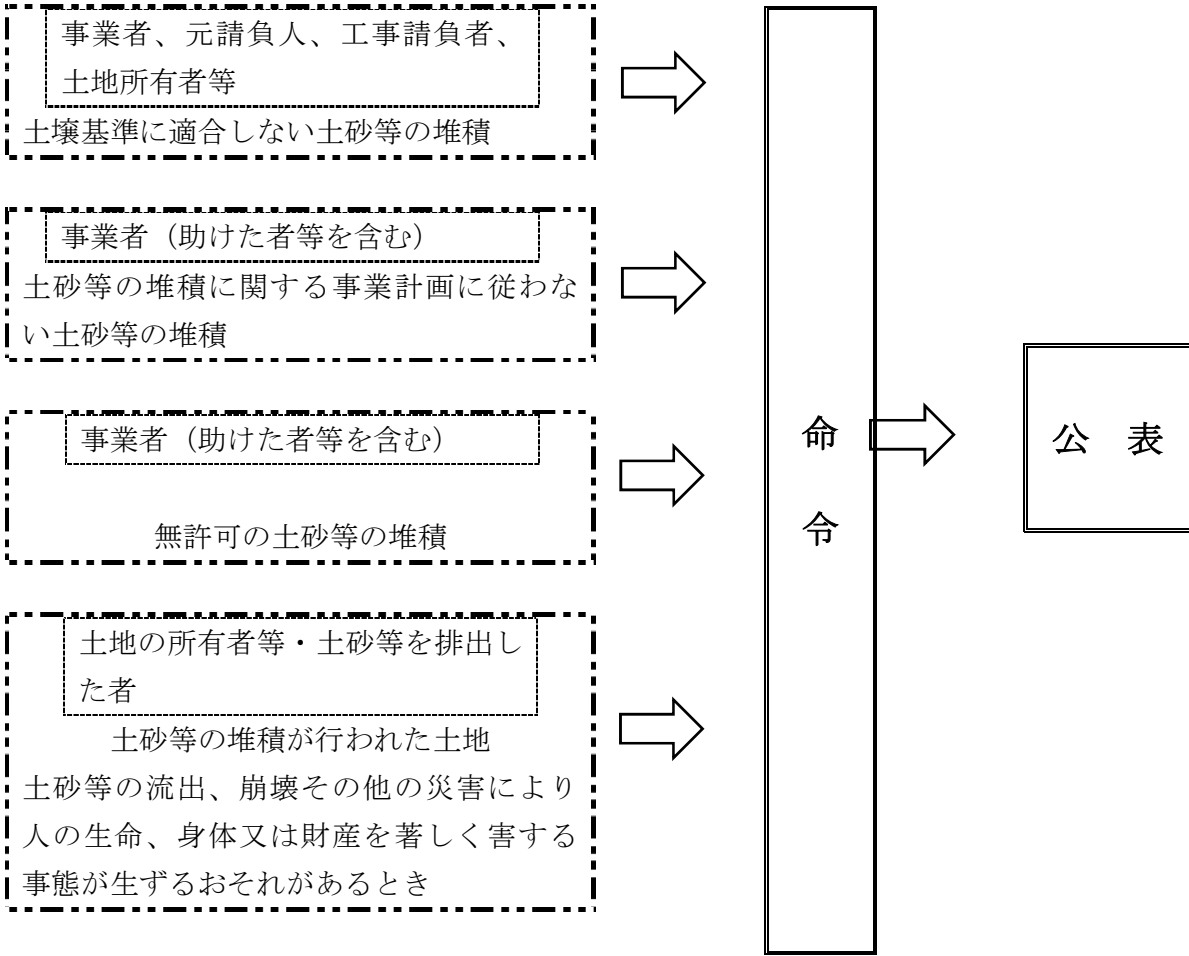 事業者、元請負人、工事請負者、
土地所有者等
土壌基準に適合しない土砂等の堆積
事業者（助けた者等を含む）
土砂等の堆積に関する事業計画に従わな
い土砂等の堆積
事業者（助けた者等を含む）
無許可の土砂等の堆積
土地の所有者等・土砂等を排出し
た者
土砂等の堆積が行われた土地
土砂等の流出、崩壊その他の災害により
人の生命、身体又は財産を著しく害する
事態が生ずるおそれがあるとき
命
令
公　表